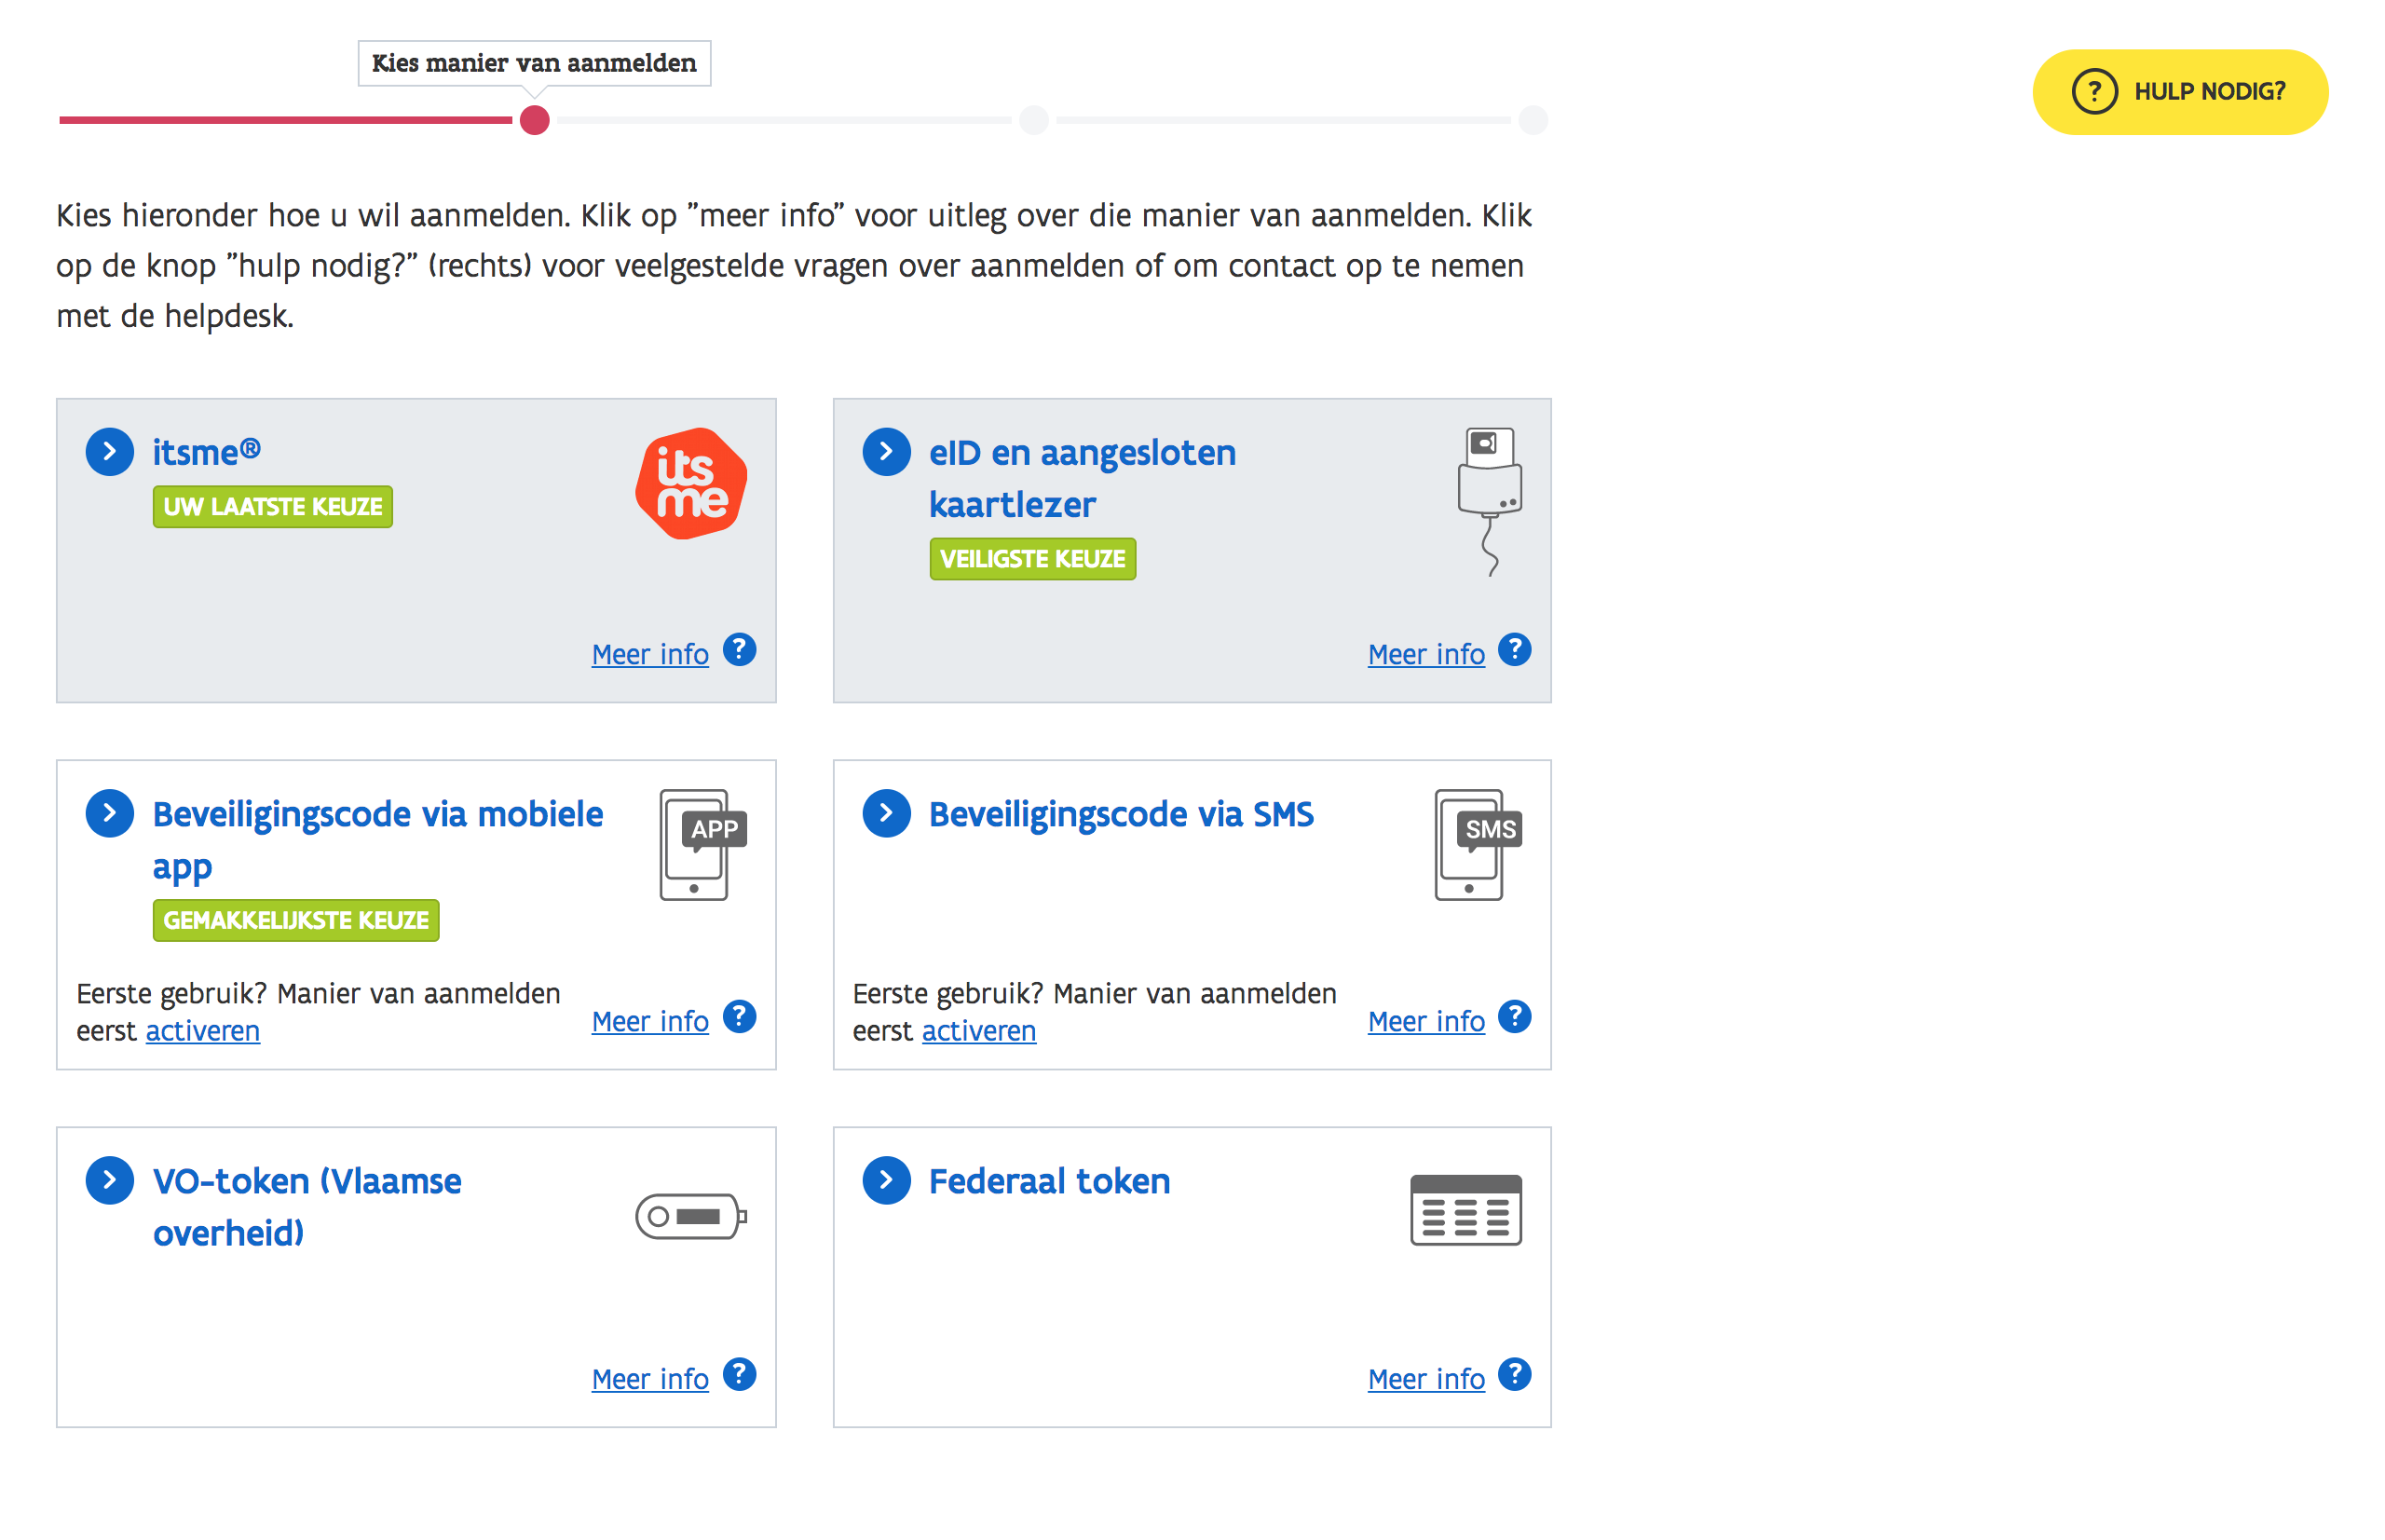 Kies manier van aanmelden
? HULP NODIG?
Kies hieronder hoe u wil aanmelden. Klik op ”meer info” voor uitleg over die manier van aanmelden. Klik
op de knop ”hulp nodig?” (rechts) voor veelgestelde vragen over aanmelden of om contact op te nemen
met de helpdesk.
itsme®
UW LAATSTE KEUZE
its
me
Meer info ?
eID en aangesloten
kaartlezer
VEILIGSTE KEUZE
Meer info ?
Beveiligingscode via mobiele
app
GEMAKKELIJKSTE KEUZE
APP
Eerste gebruik? Manier van aanmelden
eerst activeren
Meer info ?
Beveiligingscode via SMS
SMS
Eerste gebruik? Manier van aanmelden
eerst activeren
Meer info ?
VO-token (Vlaamse
overheid)
Meer info ?
Federaal token
Meer info ?